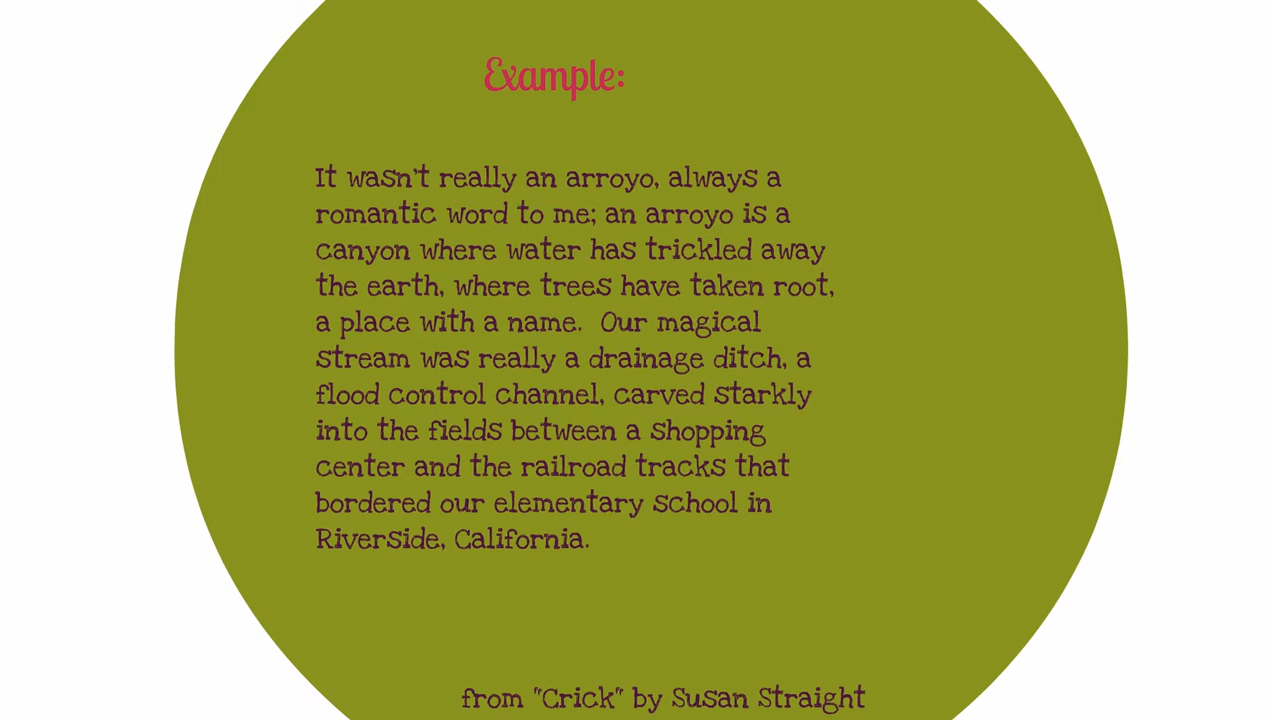 Example:
It wasn't really an arroyo, always a
romantic word to me; an arroyo is a
canyon where water has trickled away
the earth, where trees have taken root,
a place with a name.  Our magical
stream was really a drainage ditch, a
flood control channel, carved starkly
into the fields between a shopping
center and the railroad tracks that
bordered our elementary school in
Riverside, California.
from "Crick" by Susan Straight